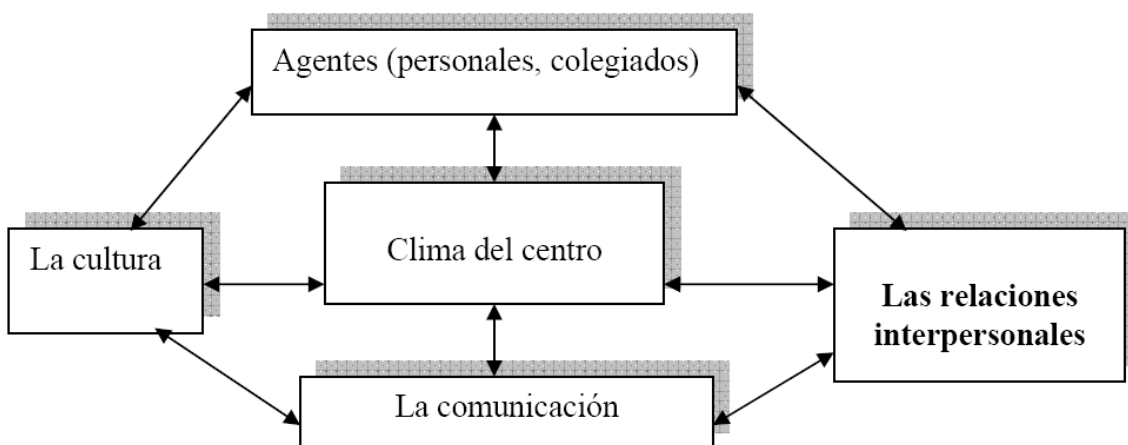 Agentes (personales, colegiados)
Clima del centro
La cultura
Las relaciones
interpersonales
La comunicación